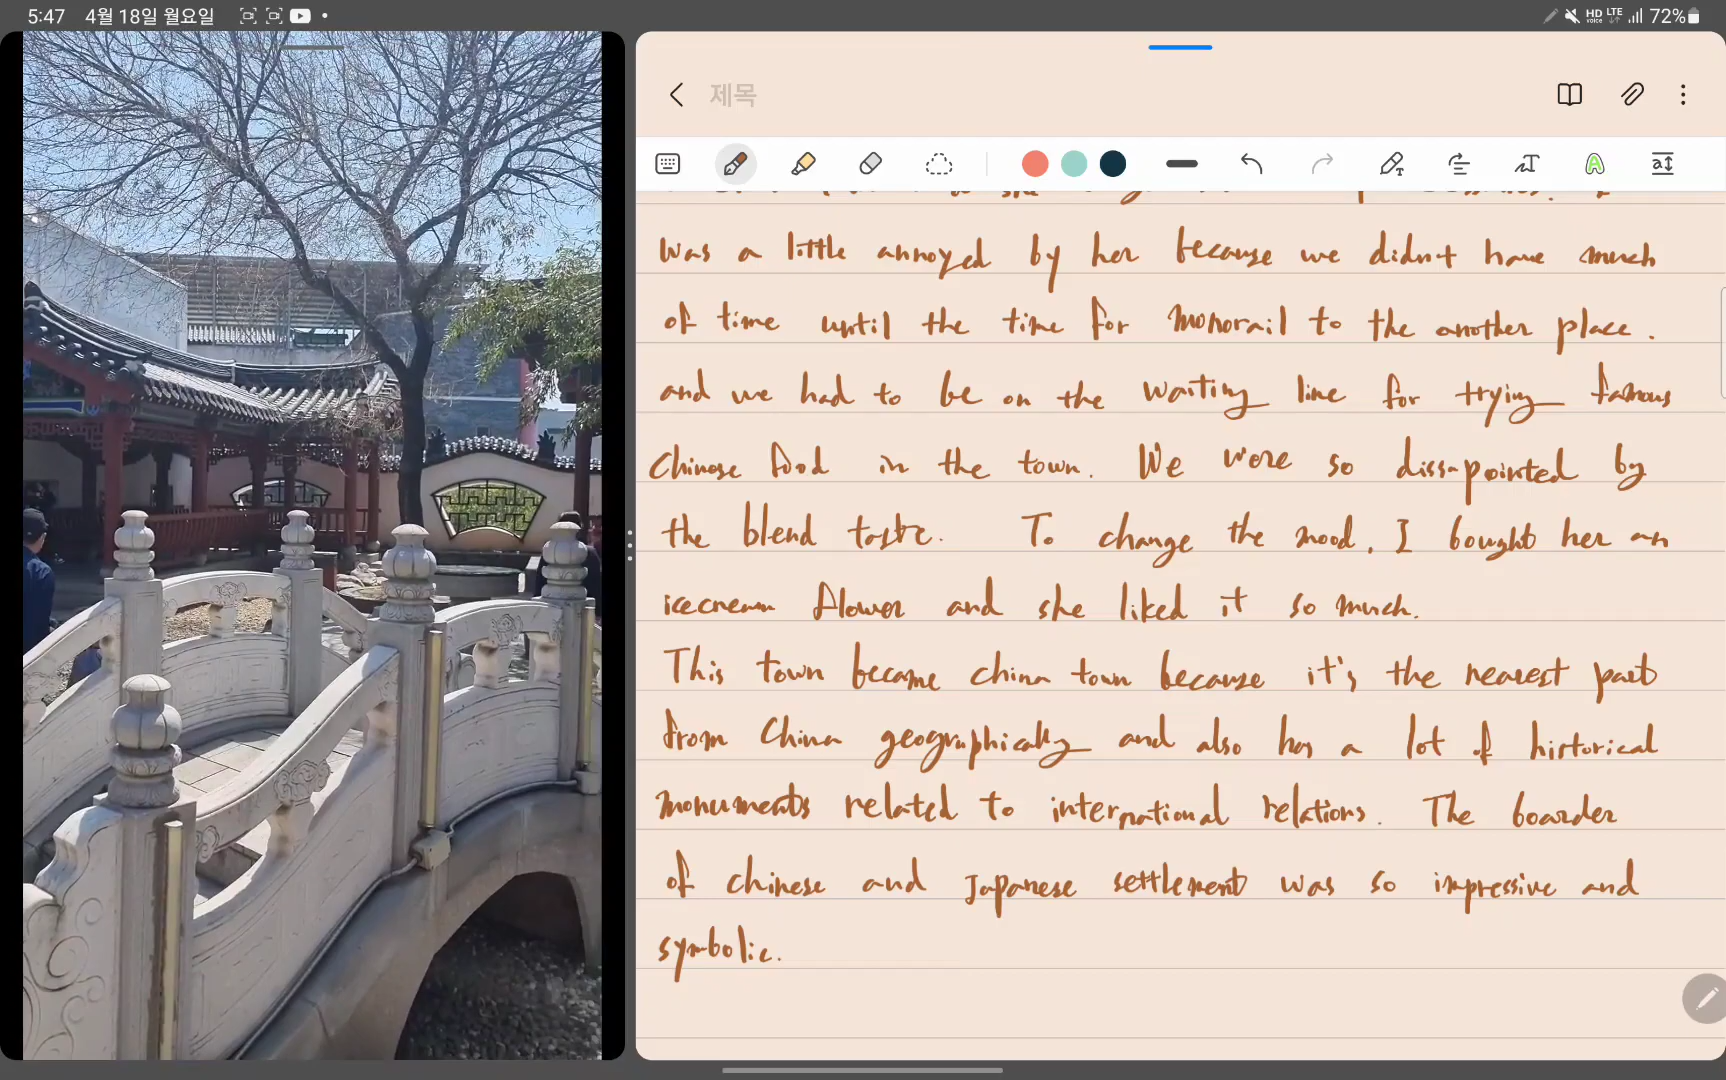 5:47 4월 18일 월요일
HD voice LTE 72%
제목
was a little annoyed by her because we didn't have much
of time until the time for monorail to the another place.
and we had to be on the waiting line for trying famous
Chinese food in the town. We were so dissapointed by
the blend taste. To change the mood, I bought her an
icecream flower and she liked it so much.
This town became china town because it's the nearest part
from China geographically and also has a lot of historical
monuments related to international relations. The boarder
of chinese and Japanese settlement was so impressive and
symbolic.